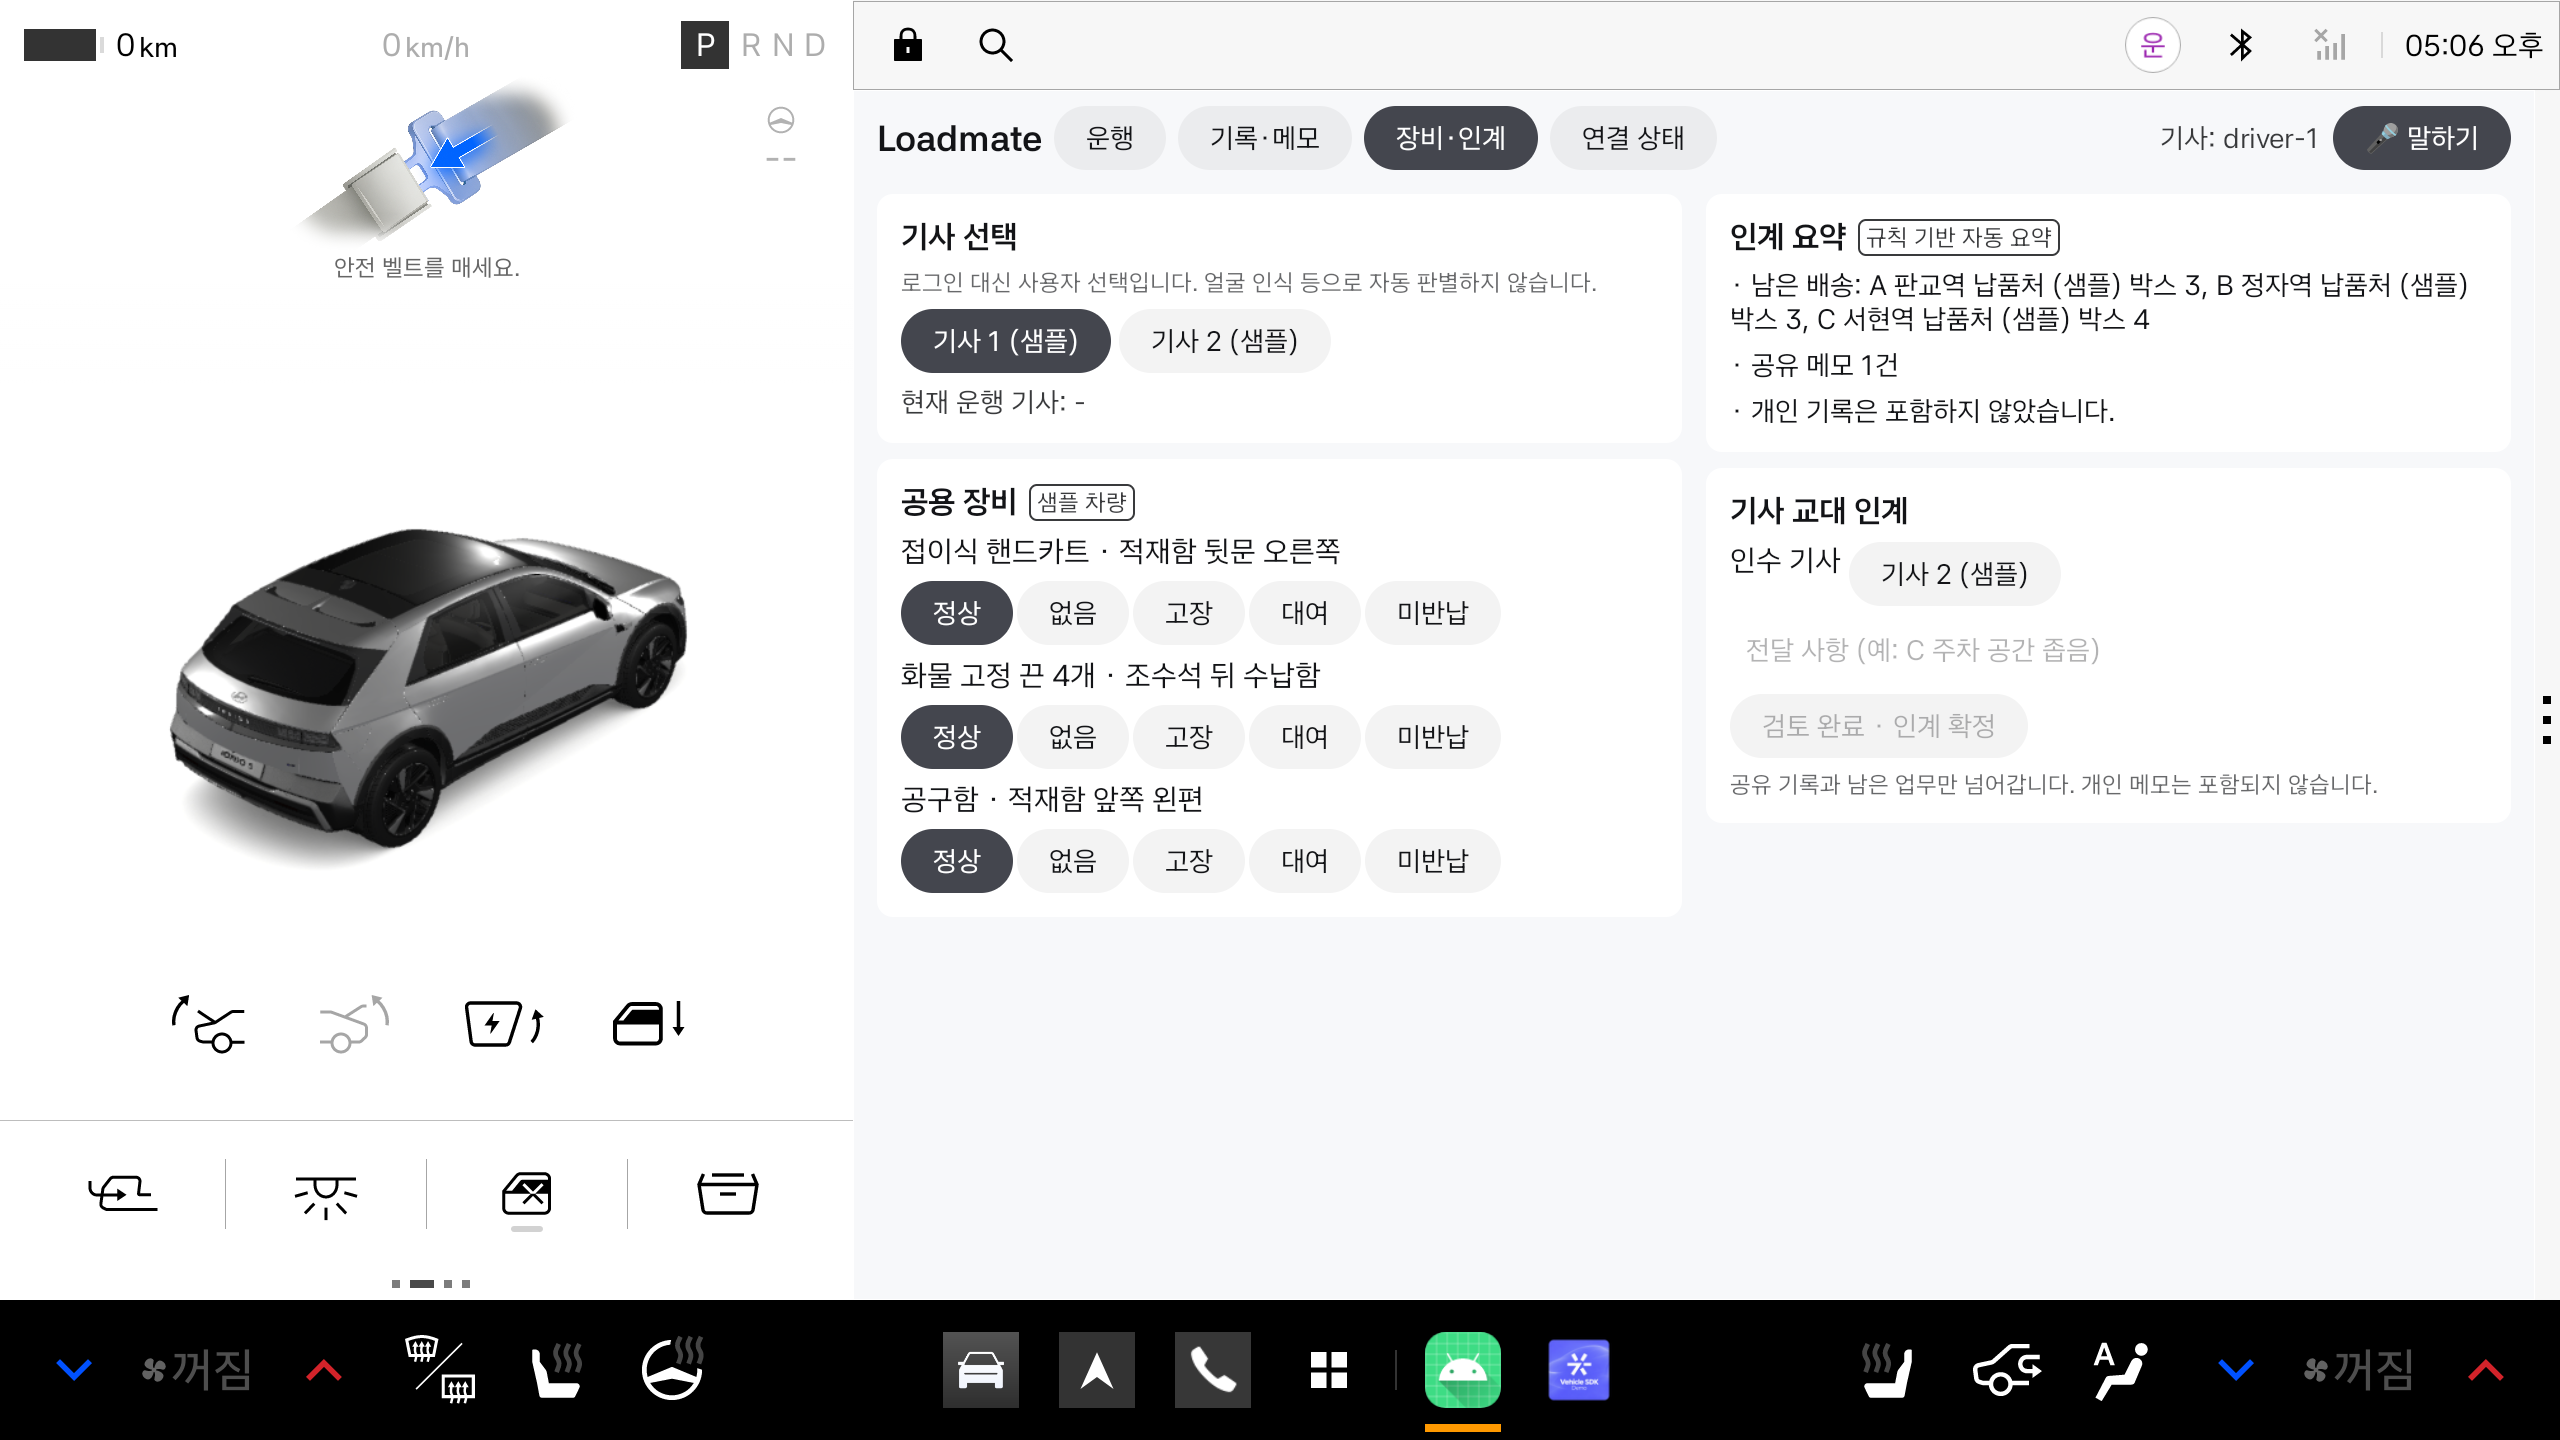 0 km
0 km/h
P R N D
안전 벨트를 매세요.
운
05:06 오후
Loadmate
운행
기록·메모
장비·인계
연결 상태
기사: driver-1
말하기
기사 선택
로그인 대신 사용자 선택입니다. 얼굴 인식 등으로 자동 판별하지 않습니다.
기사 1 (샘플)
기사 2 (샘플)
현재 운행 기사: -
공용 장비
샘플 차량
접이식 핸드카트 · 적재함 뒷문 오른쪽
정상
없음
고장
대여
미반납
화물 고정 끈 4개 · 조수석 뒤 수납함
정상
없음
고장
대여
미반납
공구함 · 적재함 앞쪽 왼편
정상
없음
고장
대여
미반납
인계 요약
규칙 기반 자동 요약
· 남은 배송: A 판교역 납품처 (샘플) 박스 3, B 정자역 납품처 (샘플)
박스 3, C 서현역 납품처 (샘플) 박스 4
· 공유 메모 1건
· 개인 기록은 포함하지 않았습니다.
기사 교대 인계
인수 기사
기사 2 (샘플)
전달 사항 (예: C 주차 공간 좁음)
검토 완료 · 인계 확정
공유 기록과 남은 업무만 넘어갑니다. 개인 메모는 포함되지 않습니다.
꺼짐
Vehicle SDK
Demo
A
꺼짐